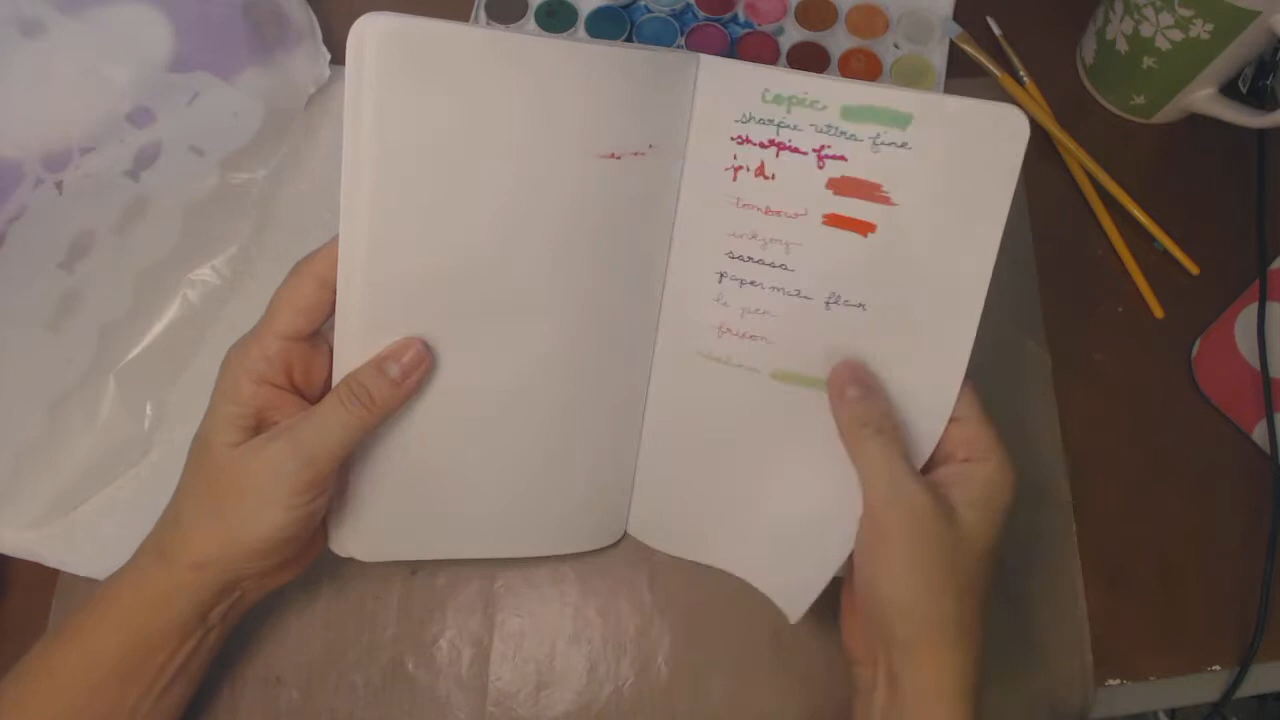 copic
sharpie ultra fine
sharpie fine
j.d.
tombow
inkjoy
sarasa
papermate flair
le pen
frixon